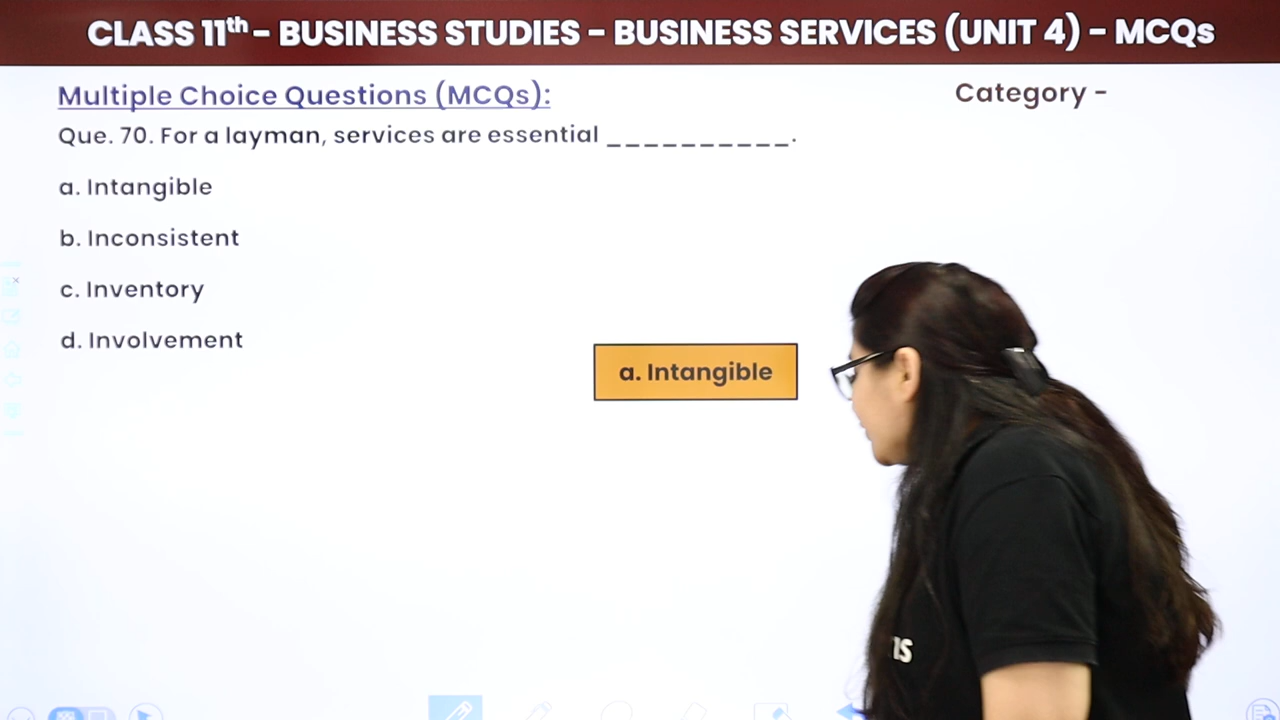 CLASS 11th – BUSINESS STUDIES – BUSINESS SERVICES (UNIT 4) – MCQs
Multiple Choice Questions (MCQs):
Category -
Que. 70. For a layman, services are essential __________.
a. Intangible
b. Inconsistent
c. Inventory
d. Involvement
a. Intangible